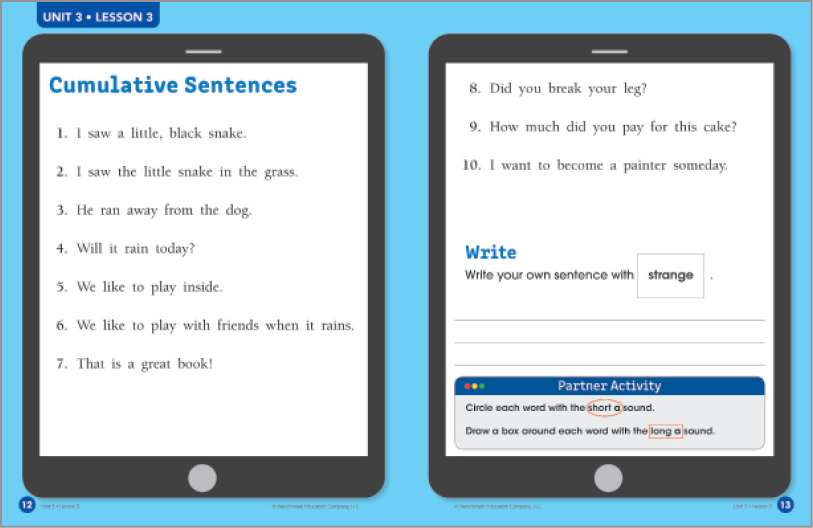 UNIT 3 • LESSON 3
Cumulative Sentences
1. I saw a little, black snake.
2. I saw the little snake in the grass.
3. He ran away from the dog.
4. Will it rain today?
5. We like to play inside.
6. We like to play with friends when it rains.
7. That is a great book!
12 Unit 3 • Lesson 3
© Benchmark Education Company, LLC
8. Did you break your leg?
9. How much did you pay for this cake?
10. I want to become a painter someday.
Write
Write your own sentence with strange .
Partner Activity
Circle each word with the short a sound.
Draw a box around each word with the long a sound.
© Benchmark Education Company, LLC
Unit 3 • Lesson 3 13